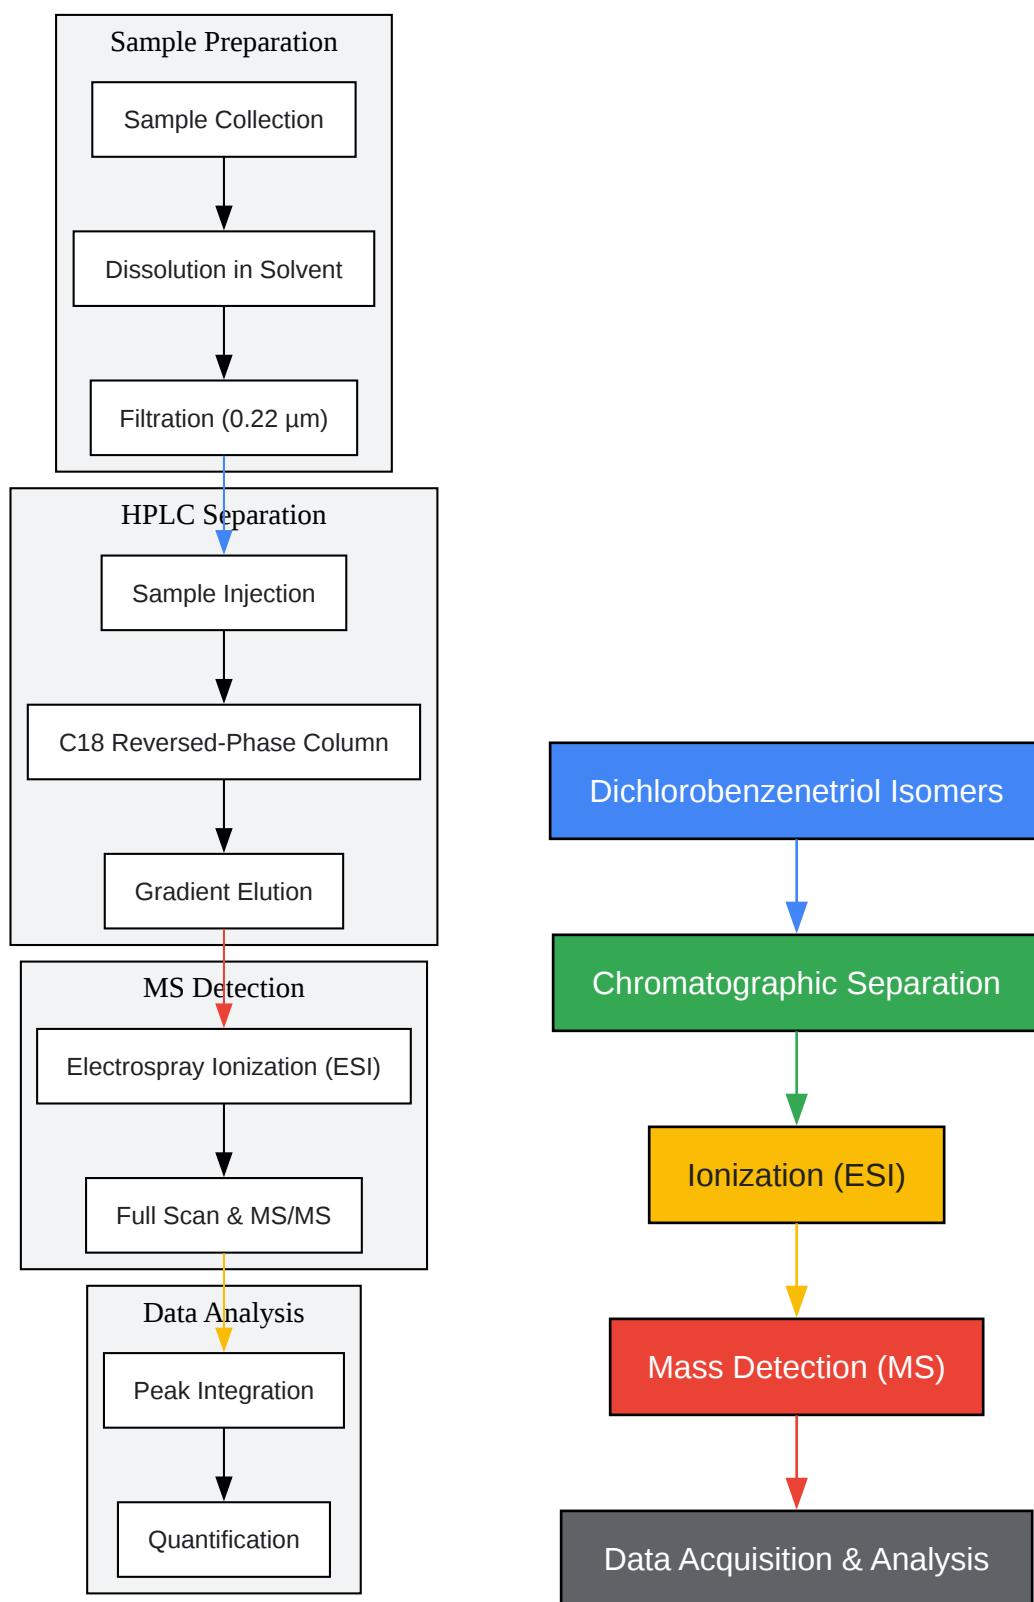 Sample Preparation
Sample Collection
Dissolution in Solvent
Filtration (0.22 µm)
HPLC Separation
Sample Injection
C18 Reversed-Phase Column
Gradient Elution
MS Detection
Electrospray Ionization (ESI)
Full Scan & MS/MS
Data Analysis
Peak Integration
Quantification
Dichlorobenzenetriol Isomers
Chromatographic Separation
Ionization (ESI)
Mass Detection (MS)
Data Acquisition & Analysis